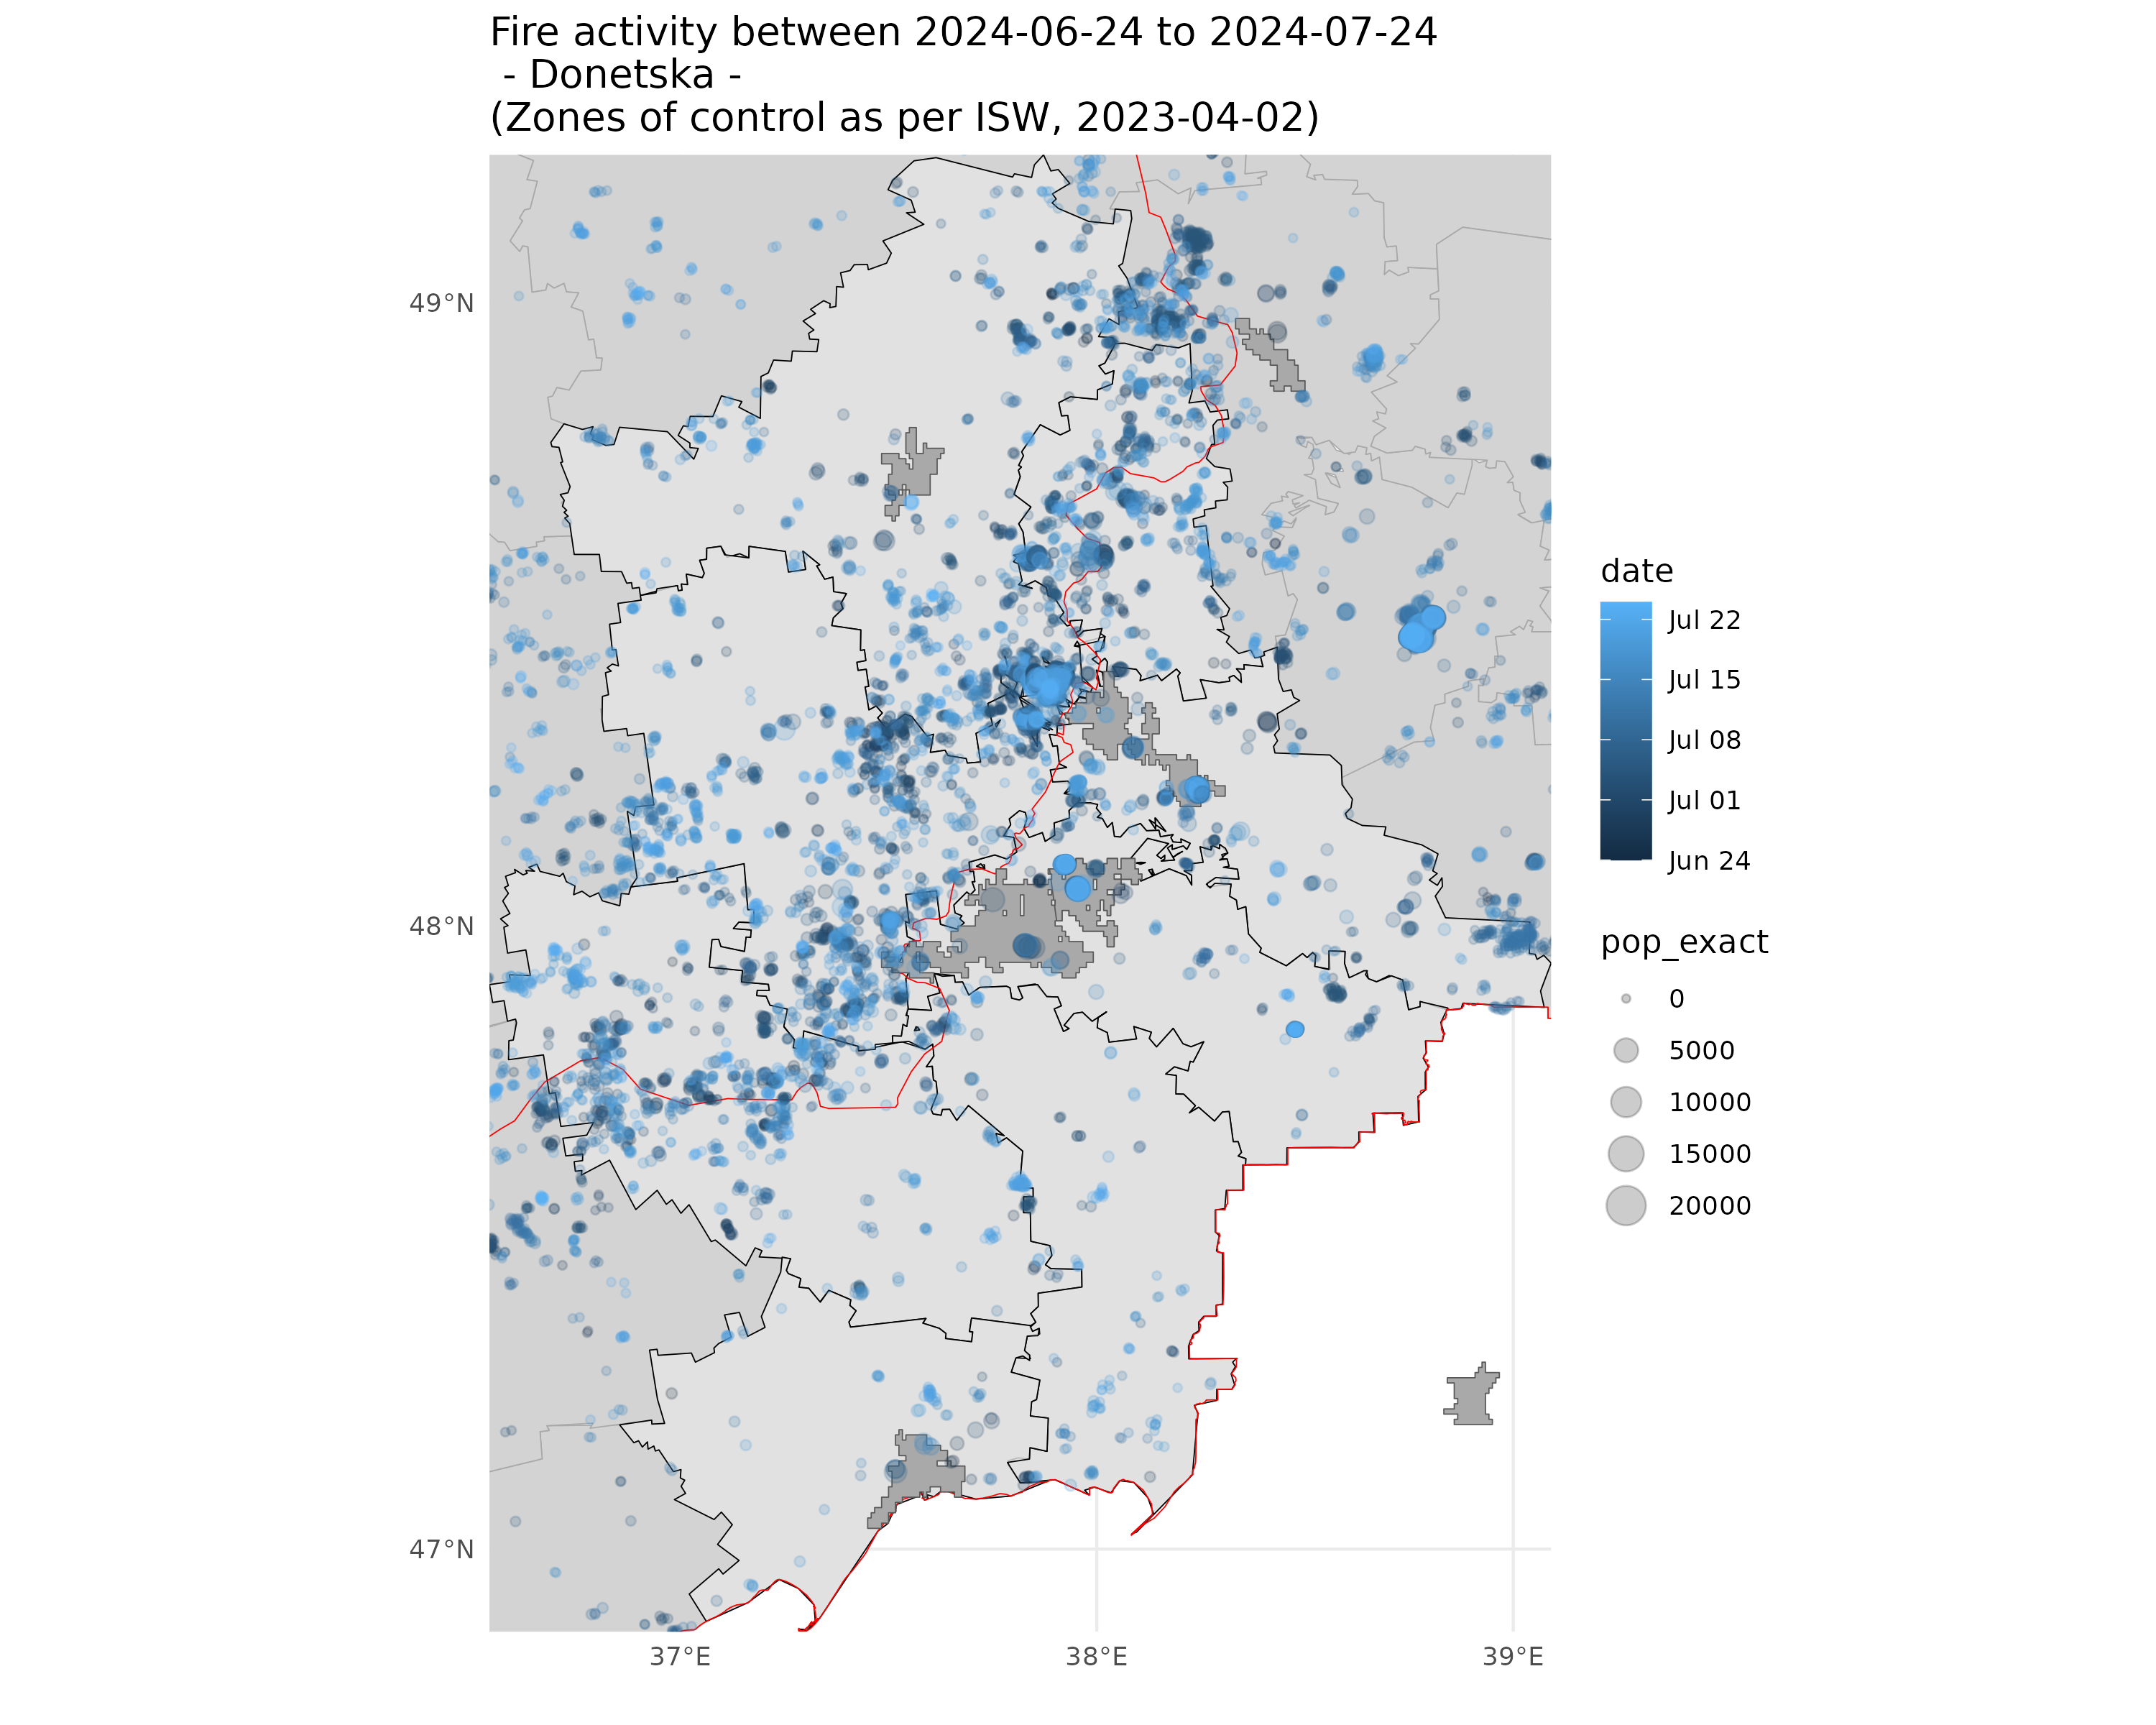 Fire activity between 2024-06-24 to 2024-07-24
- Donetska -
(Zones of control as per ISW, 2023-04-02)
49°N
48°N
47°N
37°E
38°E
39°E
date
Jul 22
Jul 15
Jul 08
Jul 01
Jun 24
pop_exact
0
5000
10000
15000
20000